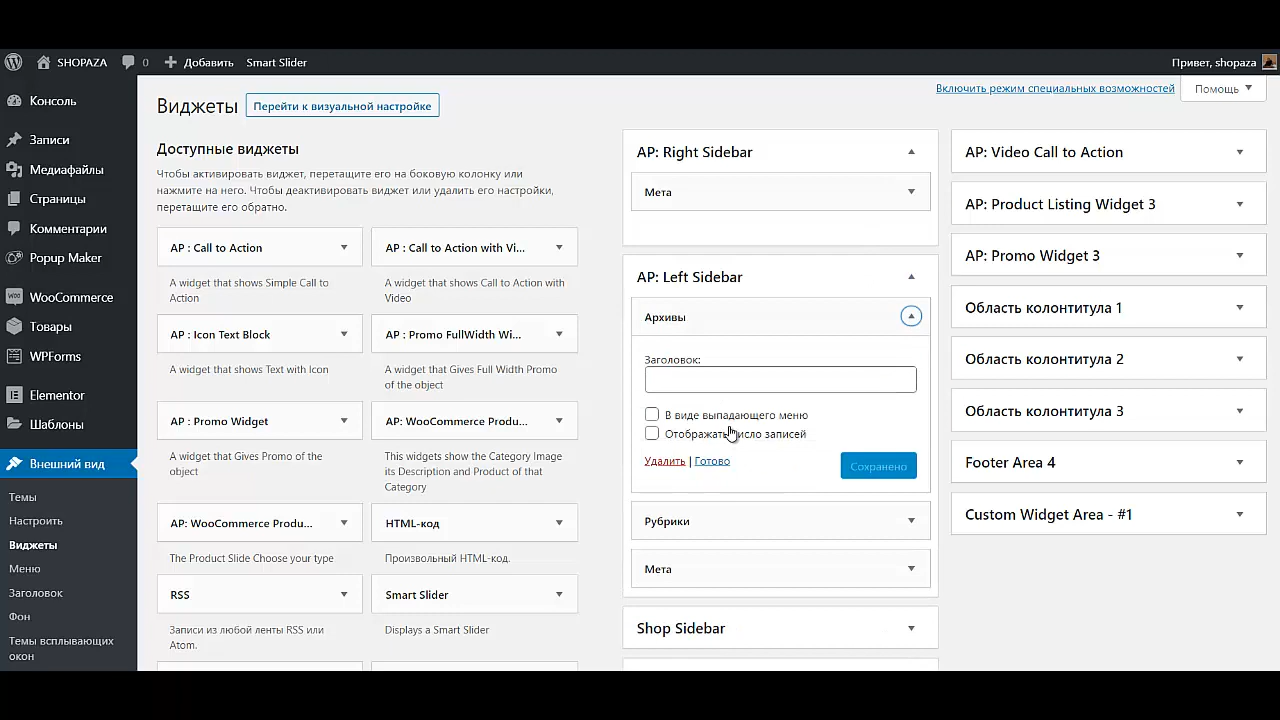 SHOPAZA
0
Добавить
Smart Slider
Привет, shopaza
Консоль
Записи
Медиафайлы
Страницы
Комментарии
Popup Maker
WooCommerce
Товары
WPForms
Elementor
Шаблоны
Внешний вид
Темы
Настроить
Виджеты
Меню
Заголовок
Фон
Темы всплывающих
окон
Виджеты
Перейти к визуальной настройке
Включить режим специальных возможностей
Помощь
Доступные виджеты
Чтобы активировать виджет, перетащите его на боковую колонку или
нажмите на него. Чтобы деактивировать виджет или удалить его настройки,
перетащите его обратно.
AP : Call to Action
A widget that shows Simple Call to
Action
AP : Call to Action with Vi...
A widget that shows Call to Action with
Video
AP : Icon Text Block
A widget that shows Text with Icon
AP : Promo FullWidth Wi...
A widget that Gives Full Width Promo
of the object
AP : Promo Widget
A widget that Gives Promo of the
object
AP: WooCommerce Produ...
This widgets show the Category Image
its Description and Product of that
Category
AP: WooCommerce Produ...
The Product Slide Choose your type
HTML-код
Произвольный HTML-код.
RSS
Записи из любой ленты RSS или
Atom.
Smart Slider
Displays a Smart Slider
AP: Right Sidebar
Мета
AP: Left Sidebar
Архивы
Заголовок:
В виде выпадающего меню
Отображать число записей
Удалить | Готово
Сохранено
Рубрики
Мета
Shop Sidebar
AP: Video Call to Action
AP: Product Listing Widget 3
AP: Promo Widget 3
Область колонтитула 1
Область колонтитула 2
Область колонтитула 3
Footer Area 4
Custom Widget Area - #1